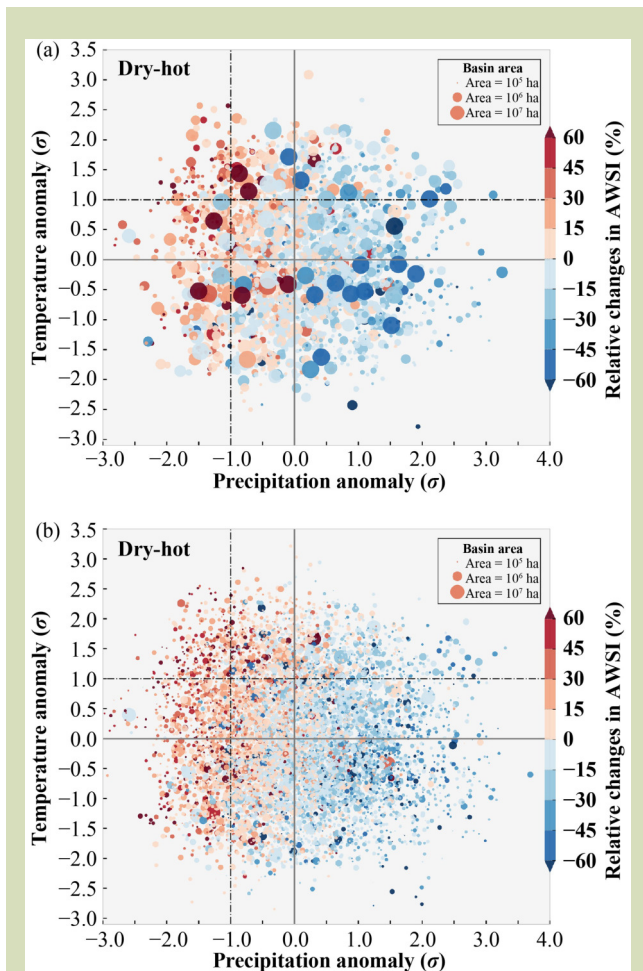 (a)
Dry-hot
Basin area
Area = 10⁵ ha
Area = 10⁶ ha
Area = 10⁷ ha
3.5
3.0
2.5
2.0
1.5
1.0
0.5
0.0
−0.5
−1.0
−1.5
−2.0
−2.5
−3.0
Temperature anomaly (σ)
−3.0 −2.0 −1.0 0.0 1.0 2.0 3.0 4.0
Precipitation anomaly (σ)
60
45
30
15
0
−15
−30
−45
−60
Relative changes in AWSI (%)
(b)
Dry-hot
Basin area
Area = 10⁵ ha
Area = 10⁶ ha
Area = 10⁷ ha
3.5
3.0
2.5
2.0
1.5
1.0
0.5
0.0
−0.5
−1.0
−1.5
−2.0
−2.5
−3.0
Temperature anomaly (σ)
−3.0 −2.0 −1.0 0.0 1.0 2.0 3.0 4.0
Precipitation anomaly (σ)
60
45
30
15
0
−15
−30
−45
−60
Relative changes in AWSI (%)